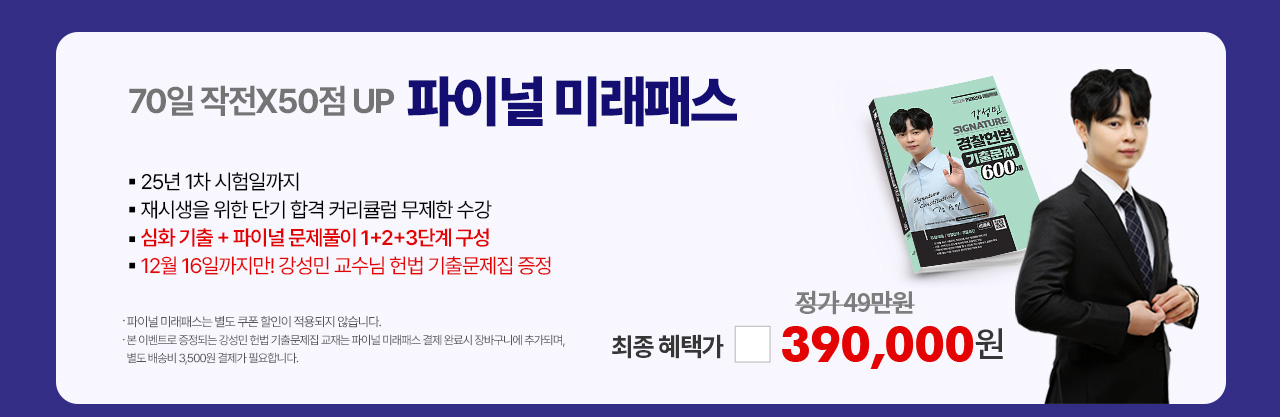 70일 작전X50점 UP 파이널 미래패스
▪ 25년 1차 시험일까지
▪ 재시생을 위한 단기 합격 커리큘럼 무제한 수강
▪ 심화 기출 + 파이널 문제풀이 1+2+3단계 구성
▪ 12월 16일까지만! 강성민 교수님 헌법 기출문제집 증정
· 파이널 미래패스는 별도 쿠폰 할인이 적용되지 않습니다.
· 본 이벤트로 증정되는 강성민 헌법 기출문제집 교재는 파이널 미래패스 결제 완료시 장바구니에 추가되며,
별도 배송비 3,500원 결제가 필요합니다.
강성민
SIGNATURE
경찰헌법
기출문제
600제
Signature
Constitution!
정가 49만원
최종 혜택가 390,000원